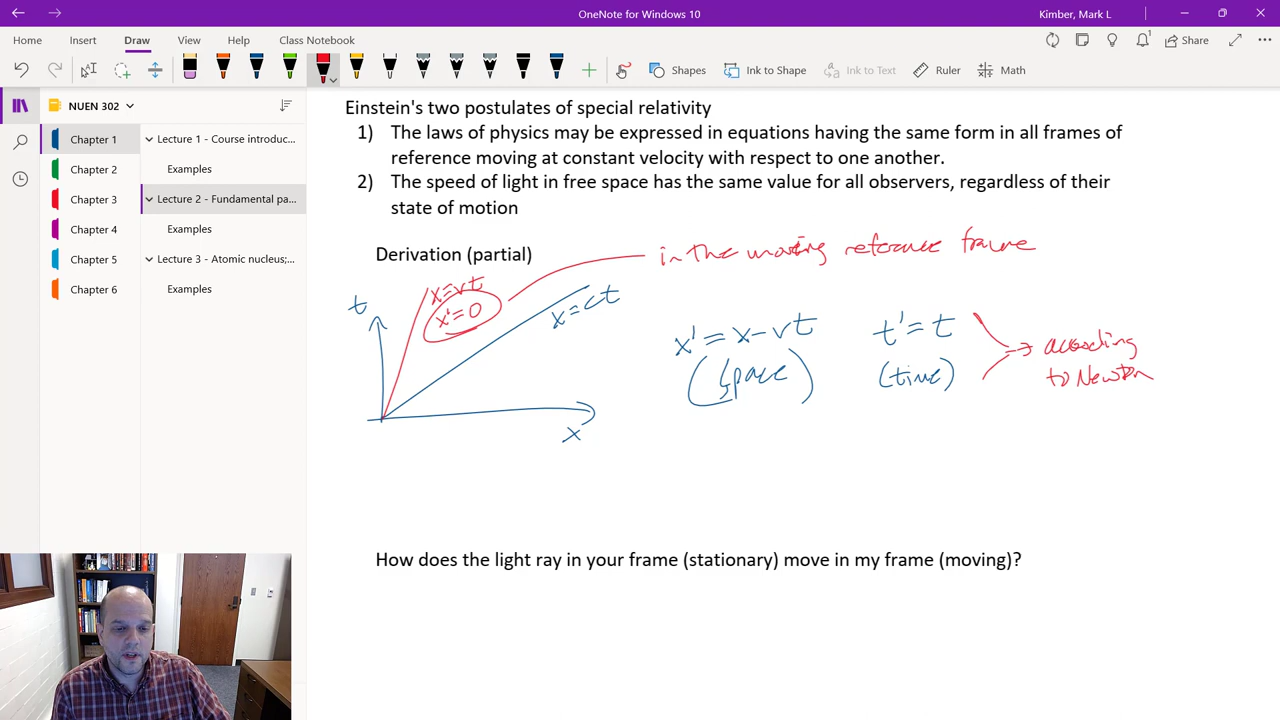 OneNote for Windows 10
Kimber, Mark L
Home Insert Draw View Help Class Notebook
Share
Shapes Ink to Shape Ink to Text Ruler Math
NUEN 302
Chapter 1
Chapter 2
Chapter 3
Chapter 4
Chapter 5
Chapter 6
Lecture 1 - Course introduc...
Examples
Lecture 2 - Fundamental pa...
Examples
Lecture 3 - Atomic nucleus;...
Examples
Einstein's two postulates of special relativity
1) The laws of physics may be expressed in equations having the same form in all frames of
reference moving at constant velocity with respect to one another.
2) The speed of light in free space has the same value for all observers, regardless of their
state of motion
Derivation (partial)
in the moving reference frame
x=vt
x'=0
t
x=ct
x
x'=x-vt t'=t
(space) (time)
according
to Newton
How does the light ray in your frame (stationary) move in my frame (moving)?